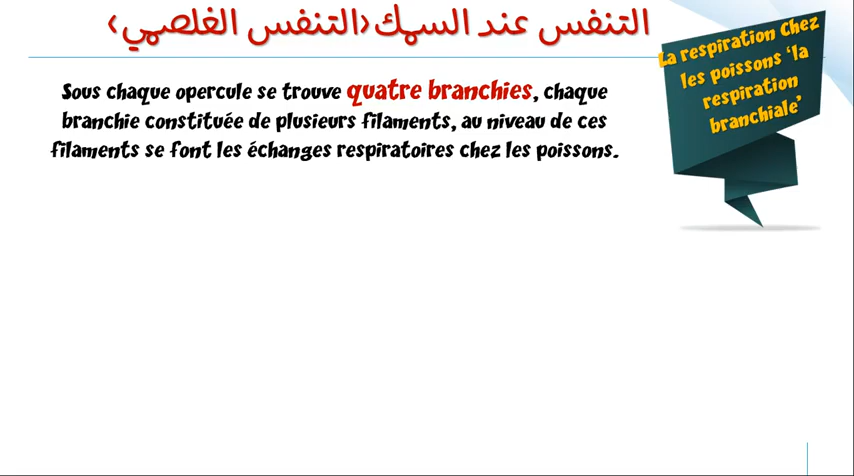 التنفس عند السمك ‹التنفس الغلصمي›
La respiration Chez
les poissons ‘la
respiration
branchiale’
Sous chaque opercule se trouve quatre branchies, chaque
branchie constituée de plusieurs filaments, au niveau de ces
filaments se font les échanges respiratoires chez les poissons.